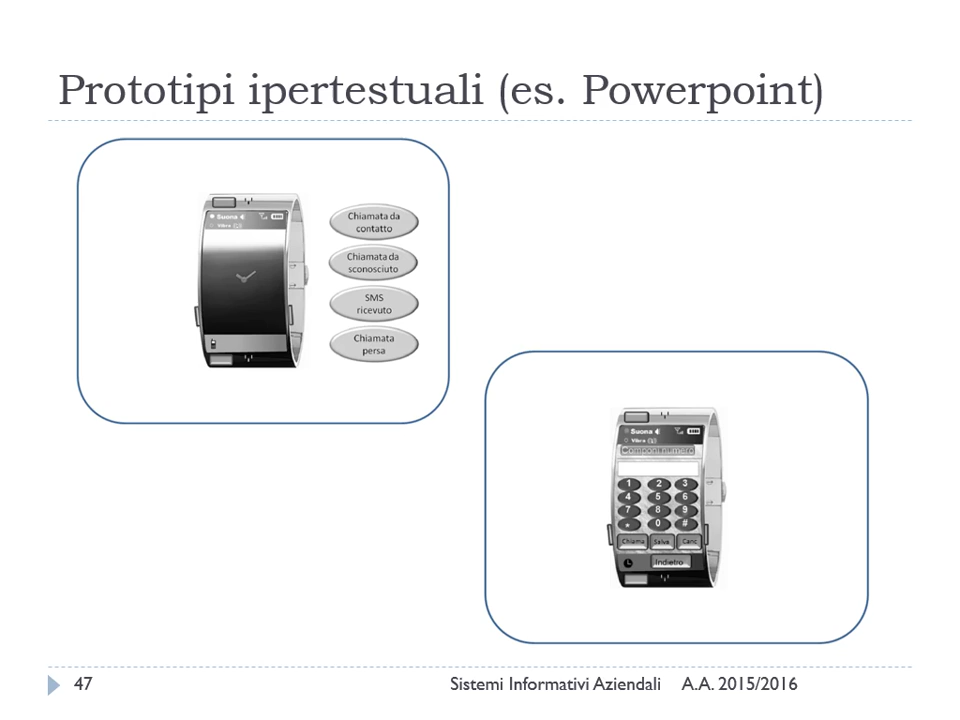 Prototipi ipertestuali (es. Powerpoint)
Suona
Vibra
Chiamata da
contatto
Chiamata da
sconosciuto
SMS
ricevuto
Chiamata
persa
Suona
Vibra
Componi numero
1 2 3
4 5 6
7 8 9
* 0 #
Chiama Salva Canc
Indietro
47 Sistemi Informativi Aziendali A.A. 2015/2016